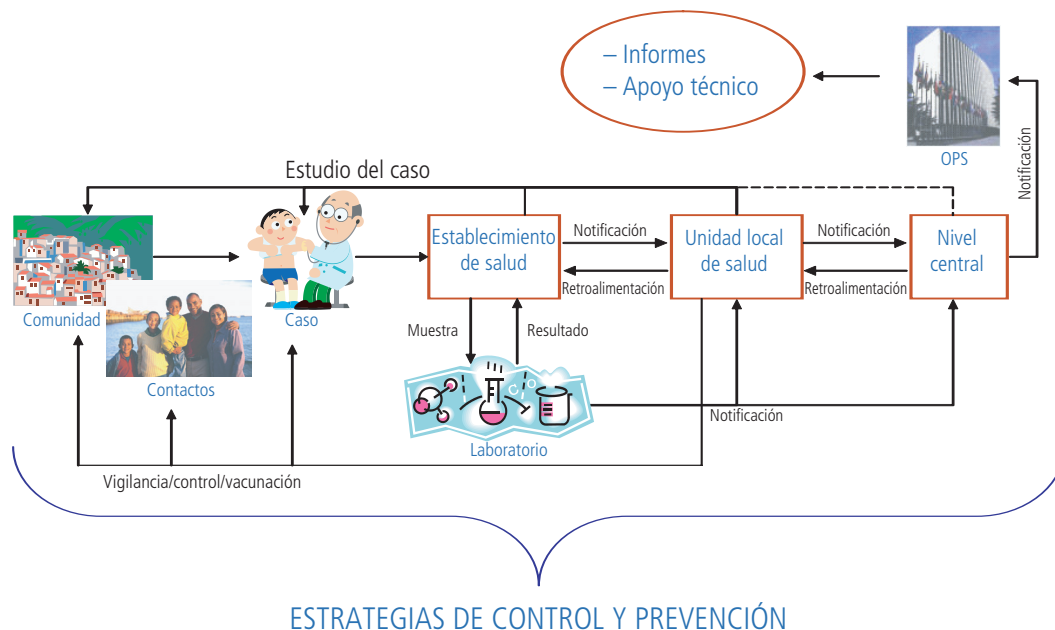 – Informes
– Apoyo técnico
OPS
Notificación
Estudio del caso
Establecimiento
de salud
Notificación
Retroalimentación
Unidad local
de salud
Notificación
Retroalimentación
Nivel
central
Comunidad
Contactos
Caso
Muestra
Resultado
Laboratorio
Notificación
Vigilancia/control/vacunación
ESTRATEGIAS DE CONTROL Y PREVENCIÓN